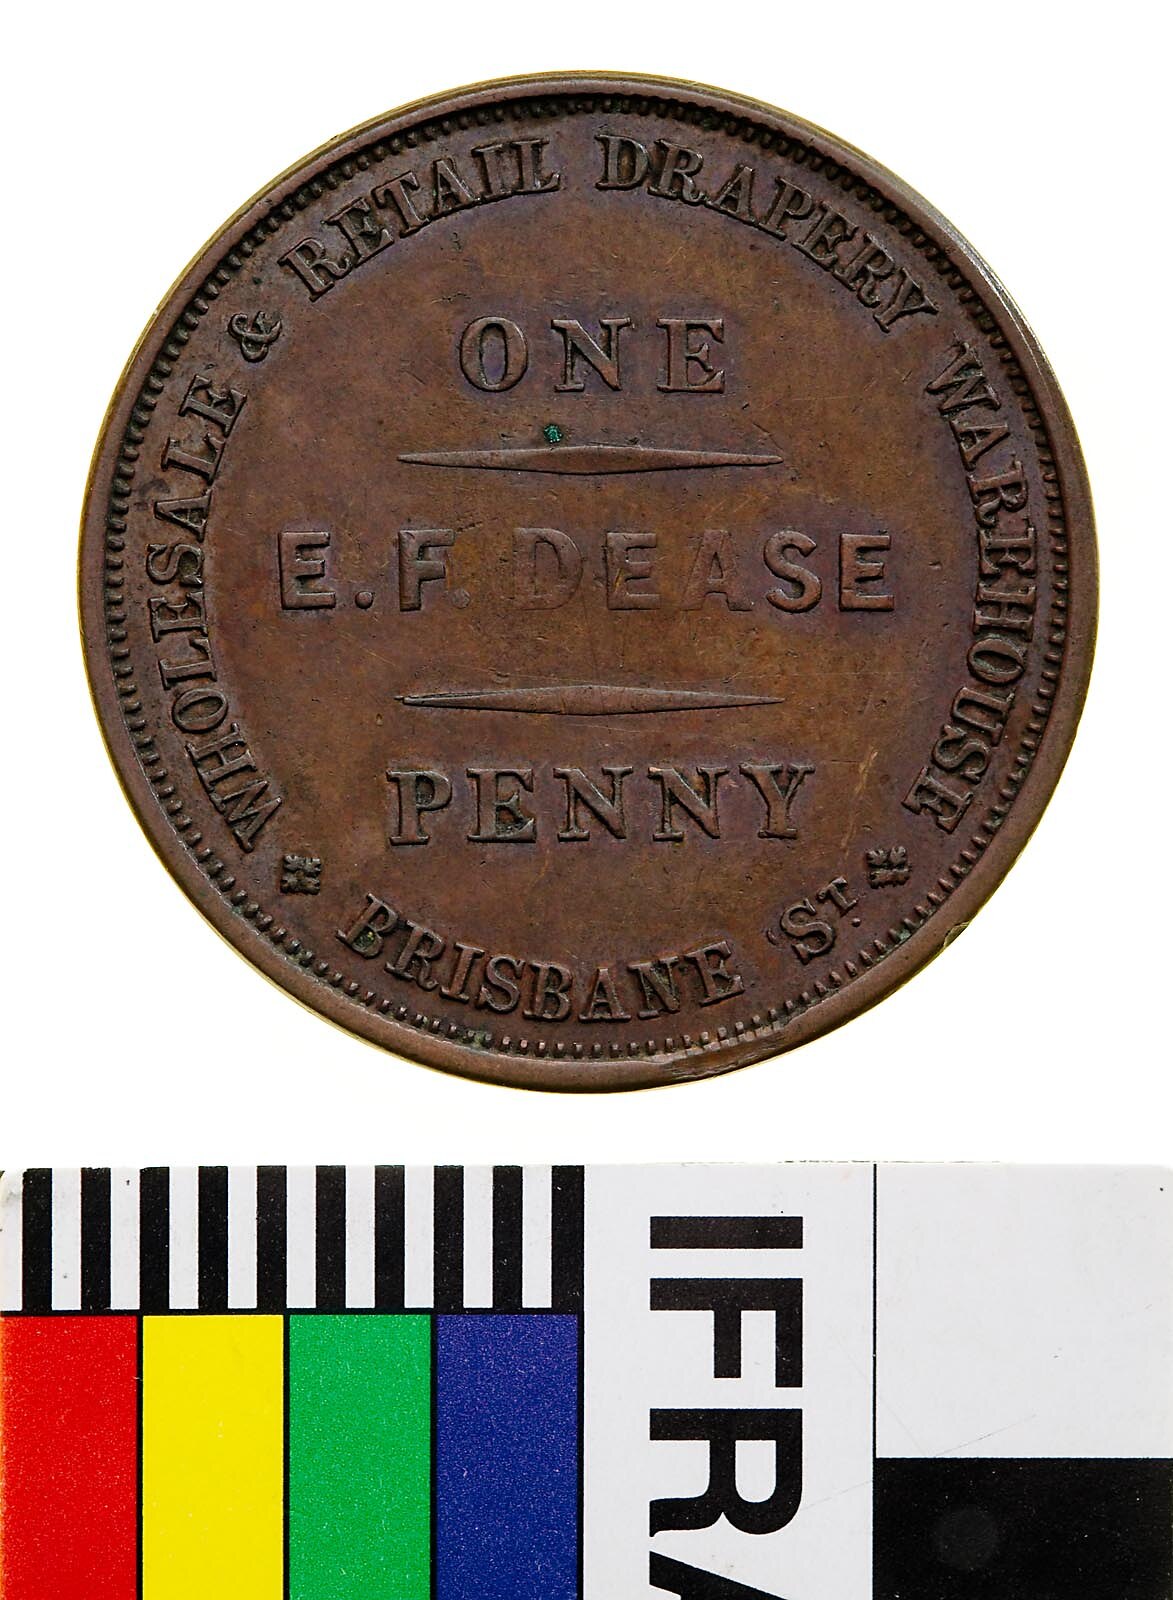 WHOLESALE & RETAIL DRAPERY WAREHOUSE
ONE
E. F. DEASE
PENNY
BRISBANE ST.
IFRA